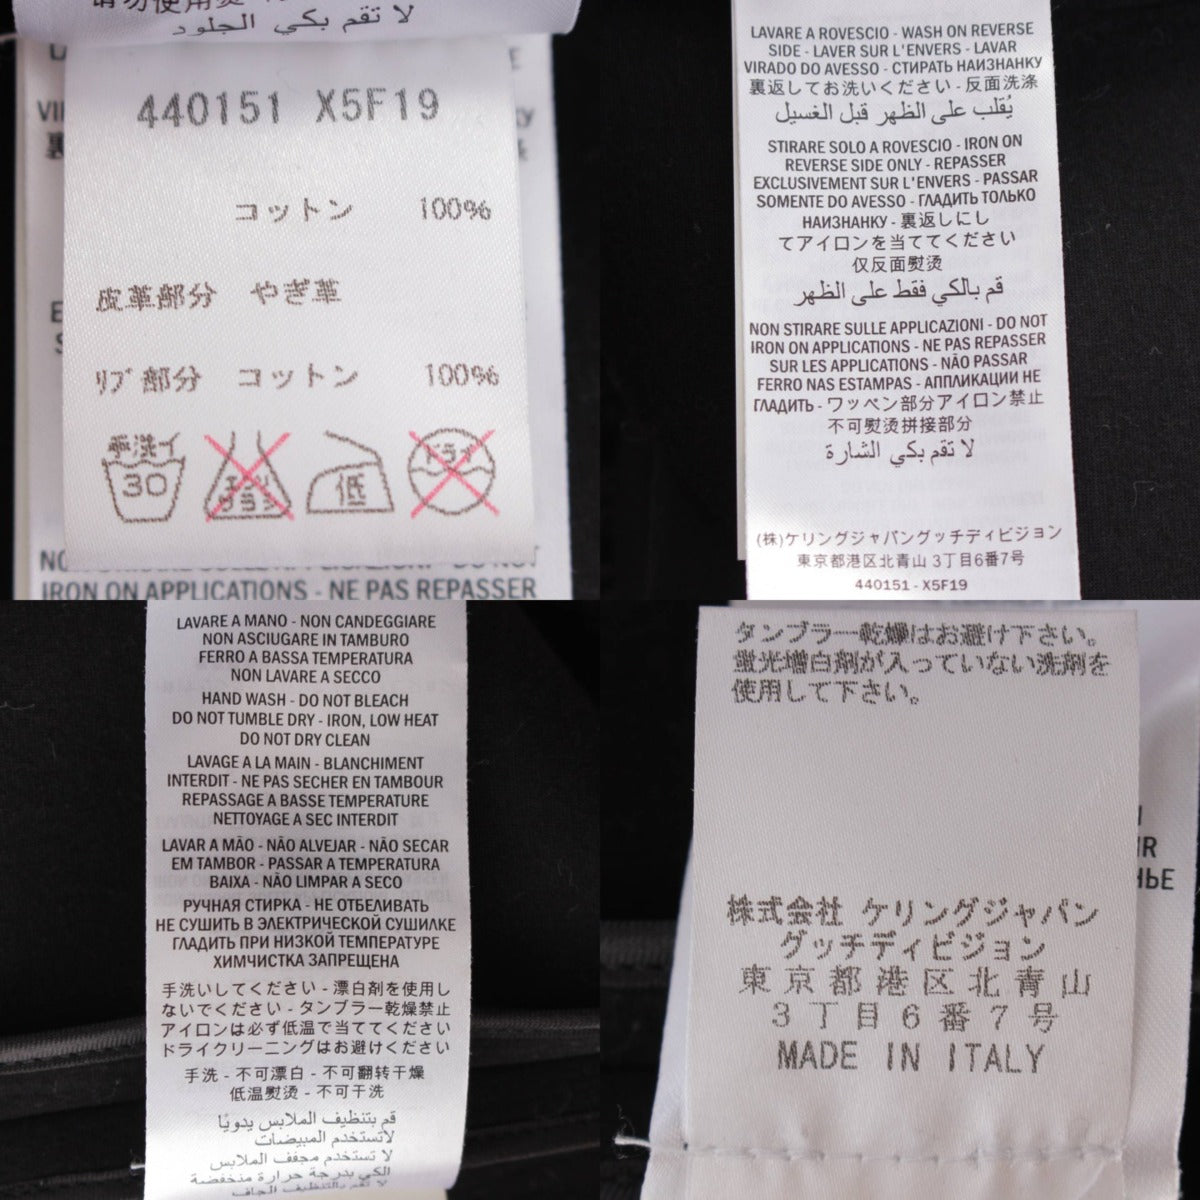 لا تقم بكي الجلود
440151 X5F19
コットン 100%
皮革部分 やぎ革
リブ部分 コットン 100%
手洗イ
30
エンソ
サラシ
低
ドライ
IRON ON APPLICATIONS - NE PAS REPASSER
LAVARE A ROVESCIO - WASH ON REVERSE
SIDE - LAVER SUR L'ENVERS - LAVAR
VIRADO DO AVESSO - СТИРАТЬ НАИЗНАНКУ
裏返してお洗いください - 反面洗涤
يُقلب على الظهر قبل الغسيل
STIRARE SOLO A ROVESCIO - IRON ON
REVERSE SIDE ONLY - REPASSER
EXCLUSIVEMENT SUR L'ENVERS - PASSAR
SOMENTE DO AVESSO - ГЛАДИТЬ ТОЛЬКО
НАИЗНАНКУ - 裏返しにし
てアイロンを当ててください
仅反面熨烫
قم بالكي فقط على الظهر
NON STIRARE SULLE APPLICAZIONI - DO NOT
IRON ON APPLICATIONS - NE PAS REPASSER
SUR LES APPLICATIONS - NÃO PASSAR
FERRO NAS ESTAMPAS - АППЛИКАЦИИ НЕ
ГЛАДИТЬ - ワッペン部分アイロン禁止
不可熨烫拼接部分
لا تقم بكي الشارة
(株)ケリングジャパングッチディビジョン
東京都港区北青山 3丁目6番7号
440151 - X5F19
LAVARE A MANO - NON CANDEGGIARE
NON ASCIUGARE IN TAMBURO
FERRO A BASSA TEMPERATURA
NON LAVARE A SECCO
HAND WASH - DO NOT BLEACH
DO NOT TUMBLE DRY - IRON, LOW HEAT
DO NOT DRY CLEAN
LAVAGE A LA MAIN - BLANCHIMENT
INTERDIT - NE PAS SECHER EN TAMBOUR
REPASSAGE A BASSE TEMPERATURE
NETTOYAGE A SEC INTERDIT
LAVAR A MÃO - NÃO ALVEJAR - NÃO SECAR
EM TAMBOR - PASSAR A TEMPERATURA
BAIXA - NÃO LIMPAR A SECO
РУЧНАЯ СТИРКА - НЕ ОТБЕЛИВАТЬ
НЕ СУШИТЬ В ЭЛЕКТРИЧЕСКОЙ СУШИЛКЕ
ГЛАДИТЬ ПРИ НИЗКОЙ ТЕМПЕРАТУРЕ
ХИМЧИСТКА ЗАПРЕЩЕНА
手洗いしてください - 漂白剤を使用し
ないでください - タンブラー乾燥禁止
アイロンは必ず低温で当ててください
ドライクリーニングはお避けください
手洗 - 不可漂白 - 不可翻转干燥
低温熨烫 - 不可干洗
قم بتنظيف الملابس يدويًا
لاتستخدم المبيضات
لا تستخدم مجفف الملابس
الكي بدرجة حرارة منخفضة
لا تقم بالتنظيف الجاف
タンブラー乾燥はお避け下さい。
蛍光増白剤が入っていない洗剤を
使用して下さい。
株式会社 ケリングジャパン
グッチディビジョン
東京都港区北青山
3丁目6番7号
MADE IN ITALY